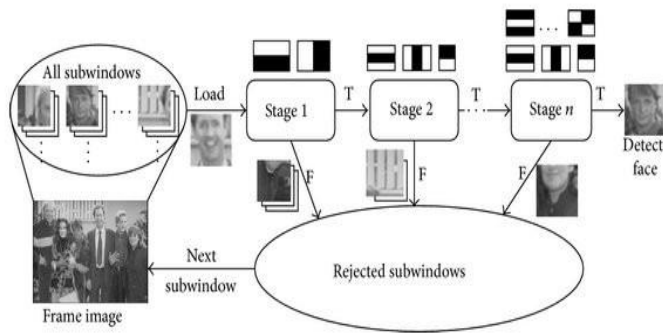 All subwindows
. . .
Load
Stage 1
T
Stage 2
T
. . .
Stage n
T
Detect
face
F
F
F
Rejected subwindows
Next
subwindow
Frame image